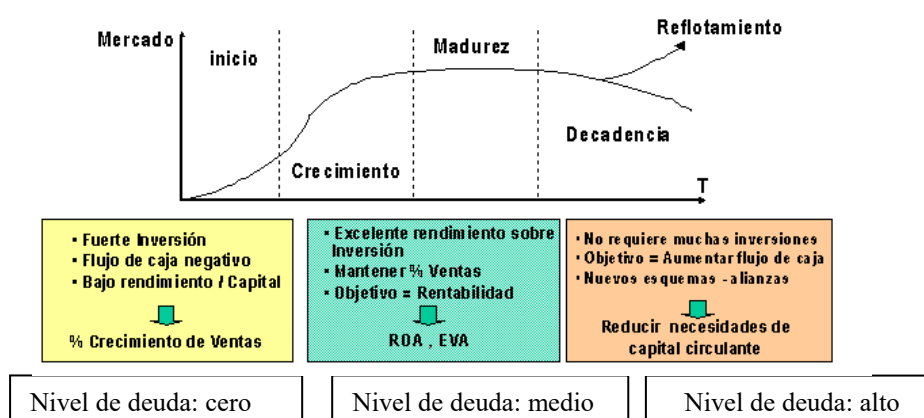 Mercado
inicio
Madurez
Reflotamiento
Decadencia
Crecimiento
T
· Fuerte Inversión
· Flujo de caja negativo
· Bajo rendimiento / Capital
% Crecimiento de Ventas
· Excelente rendimiento sobre
Inversión
· Mantener % Ventas
· Objetivo = Rentabilidad
ROA , EVA
· No requiere muchas inversiones
· Objetivo = Aumentar flujo de caja
· Nuevos esquemas - alianzas
Reducir necesidades de
capital circulante
Nivel de deuda: cero
Nivel de deuda: medio
Nivel de deuda: alto